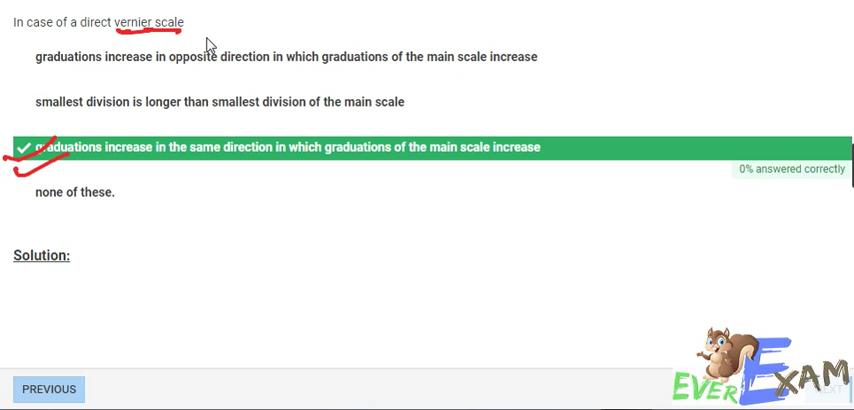 In case of a direct vernier scale
graduations increase in opposite direction in which graduations of the main scale increase
smallest division is longer than smallest division of the main scale
graduations increase in the same direction in which graduations of the main scale increase
0% answered correctly
none of these.
Solution:
PREVIOUS
EVER EXAM